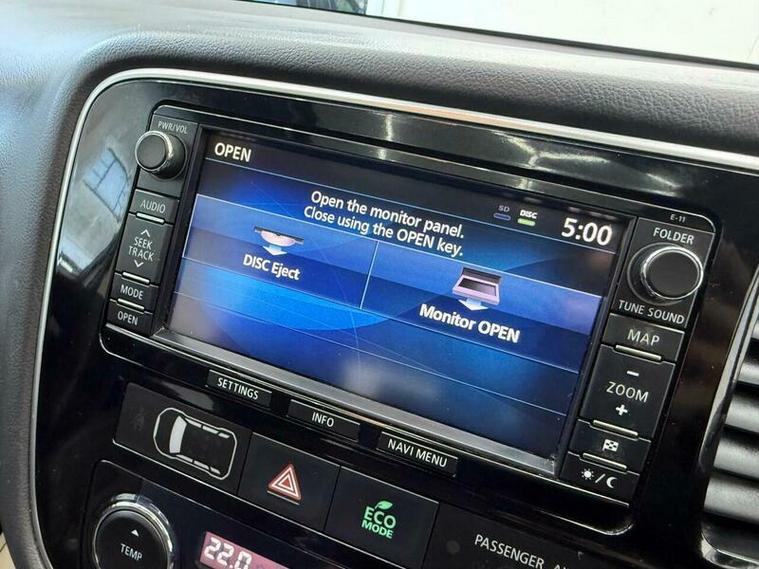 PWR/VOL
AUDIO
SEEK
TRACK
MODE
OPEN
OPEN
Open the monitor panel.
Close using the OPEN key.
SD
DISC
5:00
DISC Eject
Monitor OPEN
E-11
FOLDER
TUNE SOUND
MAP
-
ZOOM
+
SETTINGS
INFO
NAVI MENU
ECO
MODE
TEMP
22.0
PASSENGER